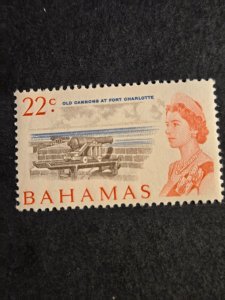 22c
OLD CANNONS AT FORT CHARLOTTE
BAHAMAS